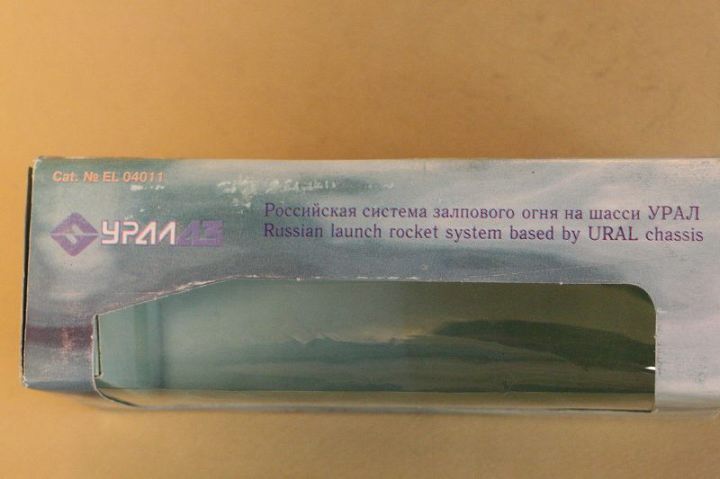 Cat. № EL 04011
УРАЛАЗ
Российская система залпового огня на шасси УРАЛ
Russian launch rocket system based by URAL chassis